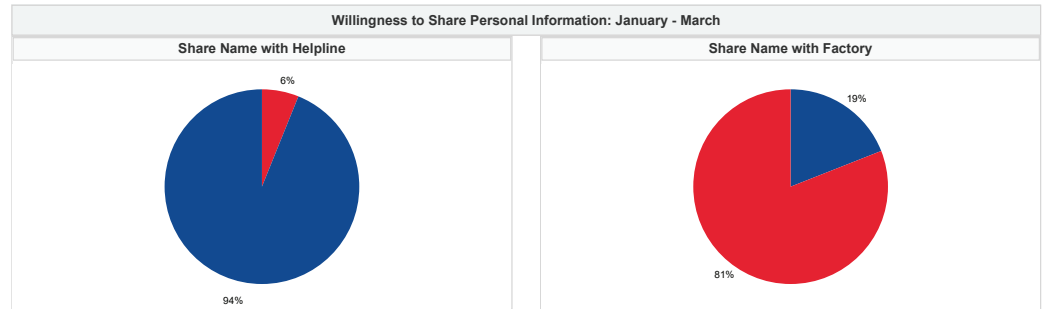 Willingness to Share Personal Information: January - March
Share Name with Helpline
6%
94%
Share Name with Factory
19%
81%